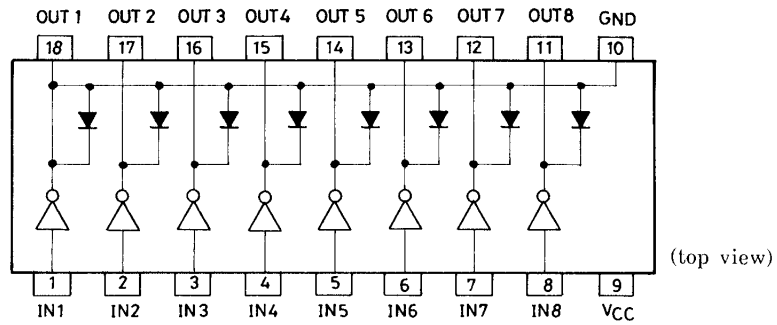 OUT 1 OUT 2 OUT 3 OUT4 OUT 5 OUT 6 OUT 7 OUT8 GND
18 17 16 15 14 13 12 11 10
(top view)
1 2 3 4 5 6 7 8 9
IN1 IN2 IN3 IN4 IN5 IN6 IN7 IN8 VCC